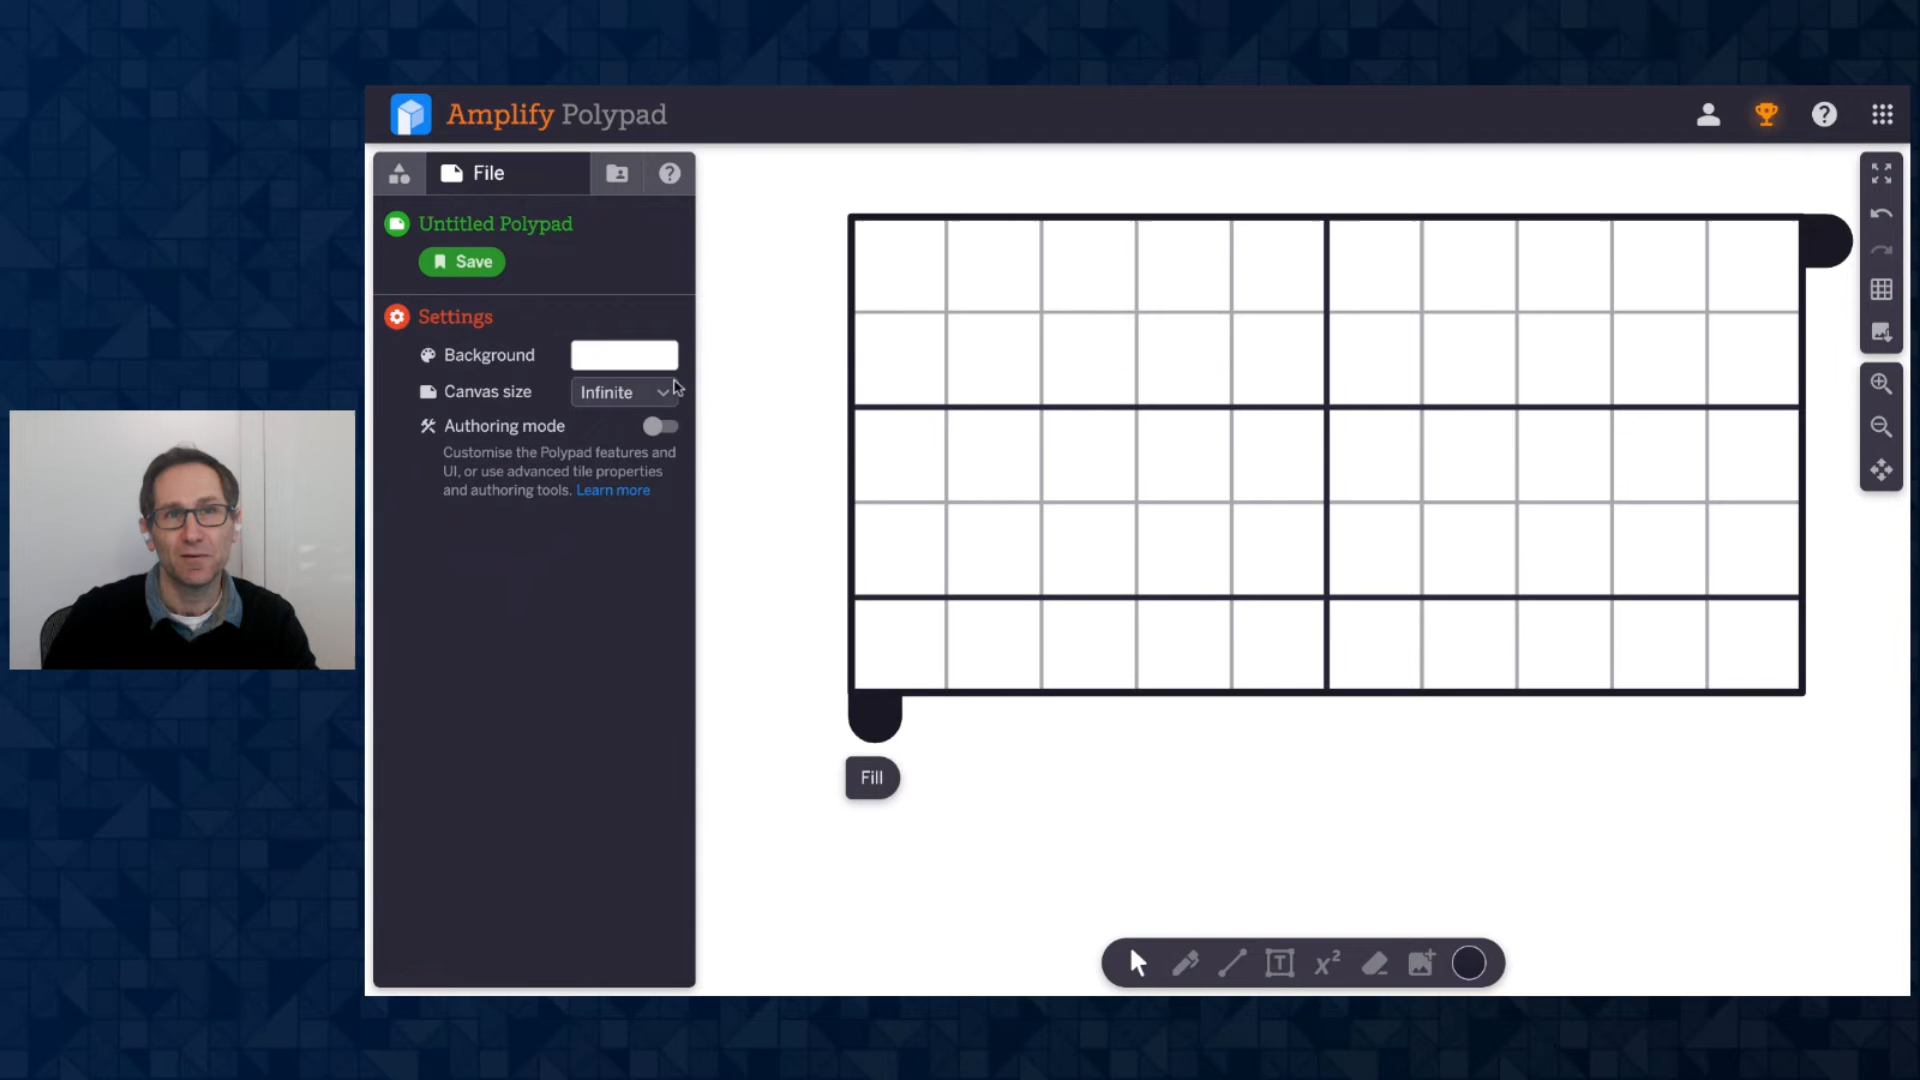 Amplify Polypad
File
Untitled Polypad
Save
Settings
Background
Canvas size
Infinite
Authoring mode
Customise the Polypad features and
UI, or use advanced tile properties
and authoring tools. Learn more
Fill
T
x²